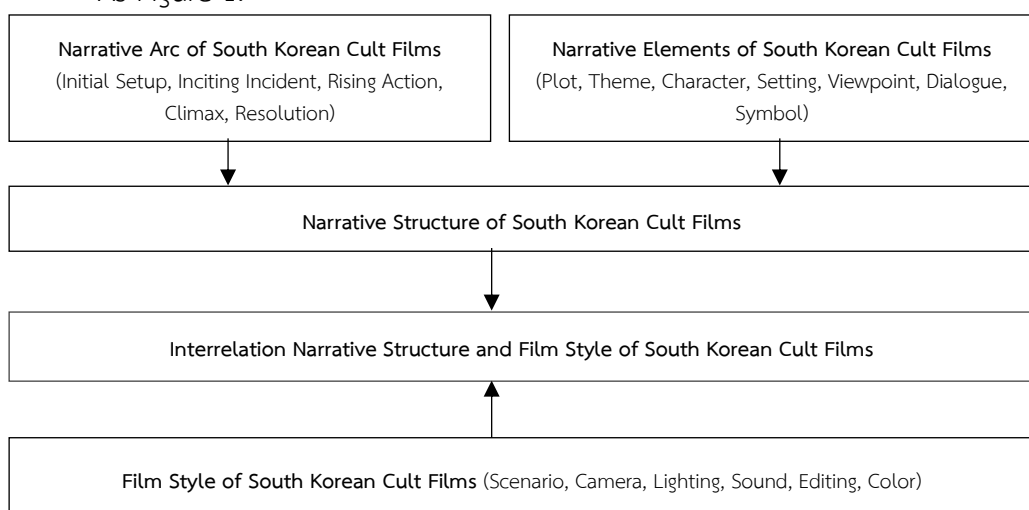 As Figure 1.
Narrative Arc of South Korean Cult Films
(Initial Setup, Inciting Incident, Rising Action,
Climax, Resolution)
Narrative Elements of South Korean Cult Films
(Plot, Theme, Character, Setting, Viewpoint, Dialogue,
Symbol)
Narrative Structure of South Korean Cult Films
Interrelation Narrative Structure and Film Style of South Korean Cult Films
Film Style of South Korean Cult Films (Scenario, Camera, Lighting, Sound, Editing, Color)